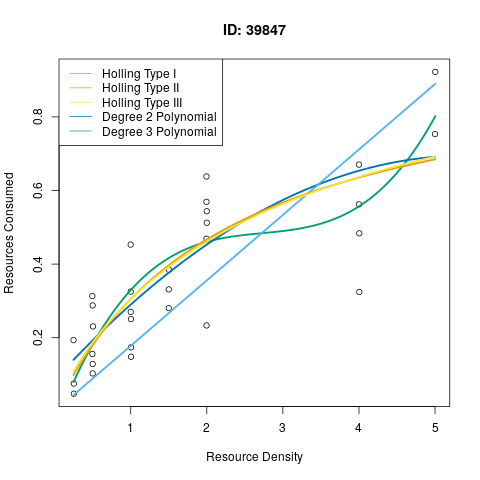 ID: 39847
Holling Type I
Holling Type II
Holling Type III
Degree 2 Polynomial
Degree 3 Polynomial
Resources Consumed
0.8
0.6
0.4
0.2
1 2 3 4 5
Resource Density